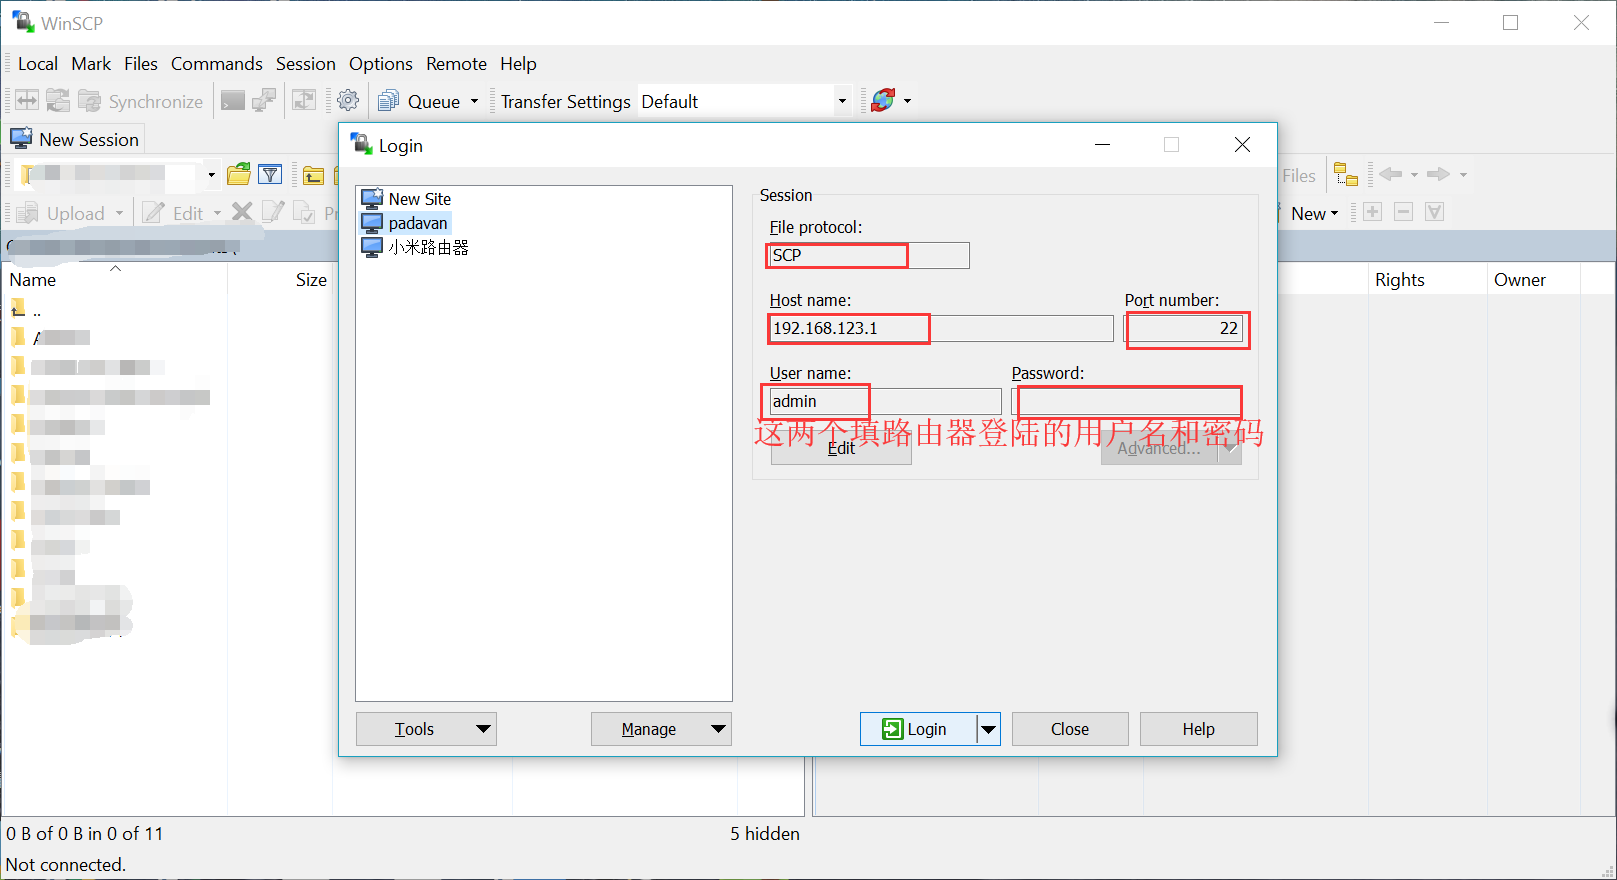 WinSCP
Local Mark Files Commands Session Options Remote Help
Synchronize Queue Transfer Settings Default
New Session
Login
Files
Upload Edit
New
Name Size
Rights Owner
..
New Site
padavan
小米路由器
Session
File protocol:
SCP
Host name: Port number:
192.168.123.1 22
User name: Password:
admin
这两个填路由器登陆的用户名和密码
Edit Advanced...
Tools Manage Login Close Help
0 B of 0 B in 0 of 11 5 hidden
Not connected.